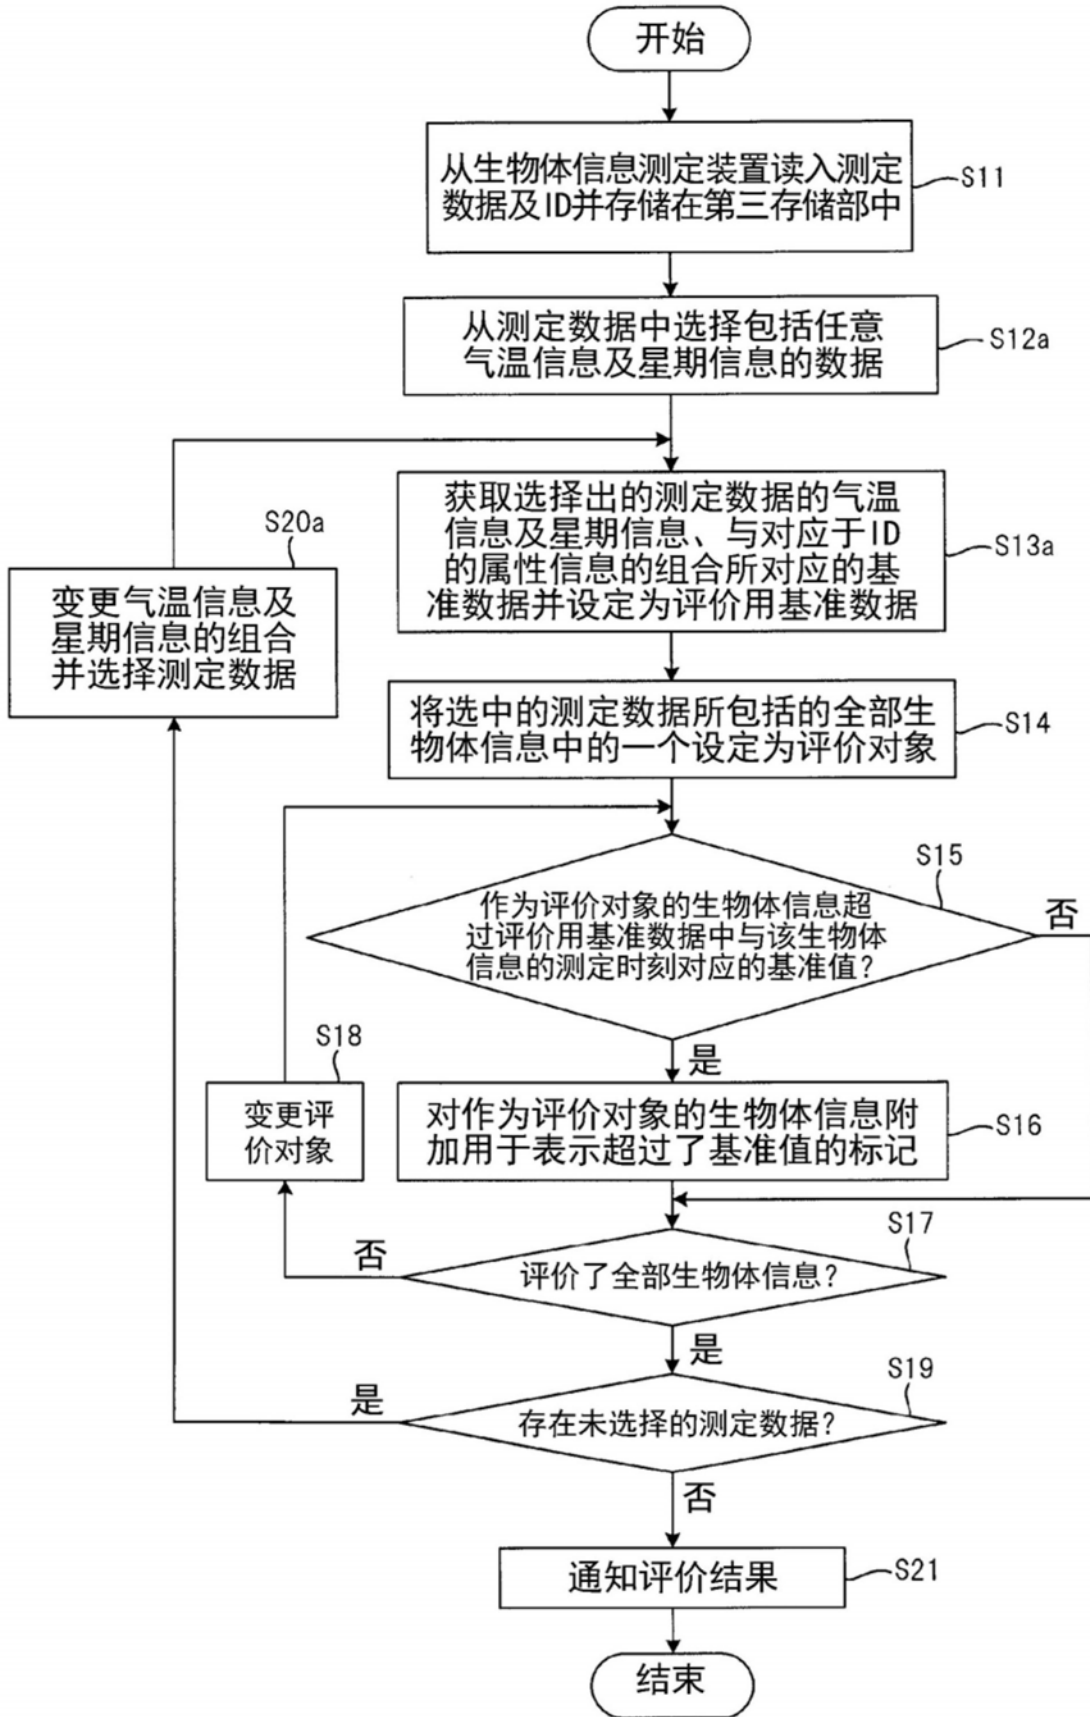 开始
从生物体信息测定装置读入测定
数据及ID并存储在第三存储部中
S11
从测定数据中选择包括任意
气温信息及星期信息的数据
S12a
获取选择出的测定数据的气温
信息及星期信息、与对应于ID
的属性信息的组合所对应的基
准数据并设定为评价用基准数据
S13a
S20a
变更气温信息及
星期信息的组合
并选择测定数据
将选中的测定数据所包括的全部生
物体信息中的一个设定为评价对象
S14
S15
作为评价对象的生物体信息超
过评价用基准数据中与该生物体
信息的测定时刻对应的基准值?
否
是
S18
变更评
价对象
对作为评价对象的生物体信息附
加用于表示超过了基准值的标记
S16
S17
否
评价了全部生物体信息?
是
S19
是
存在未选择的测定数据?
否
通知评价结果
S21
结束